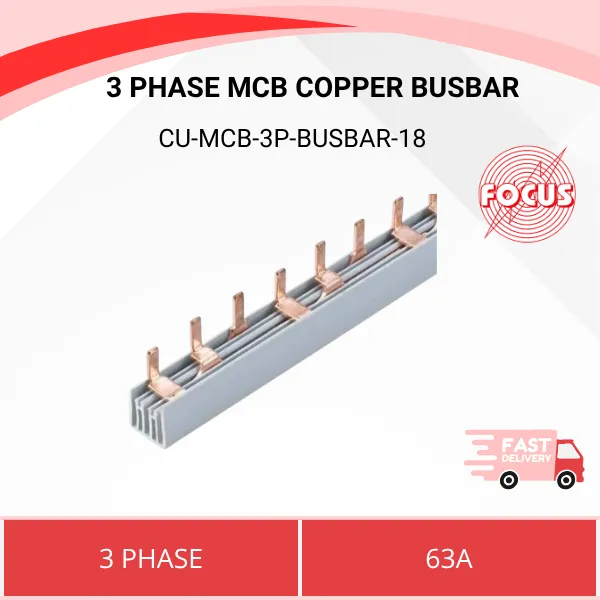 3 PHASE MCB COPPER BUSBAR
CU-MCB-3P-BUSBAR-18
FOCUS
FAST
DELIVERY
3 PHASE
63A